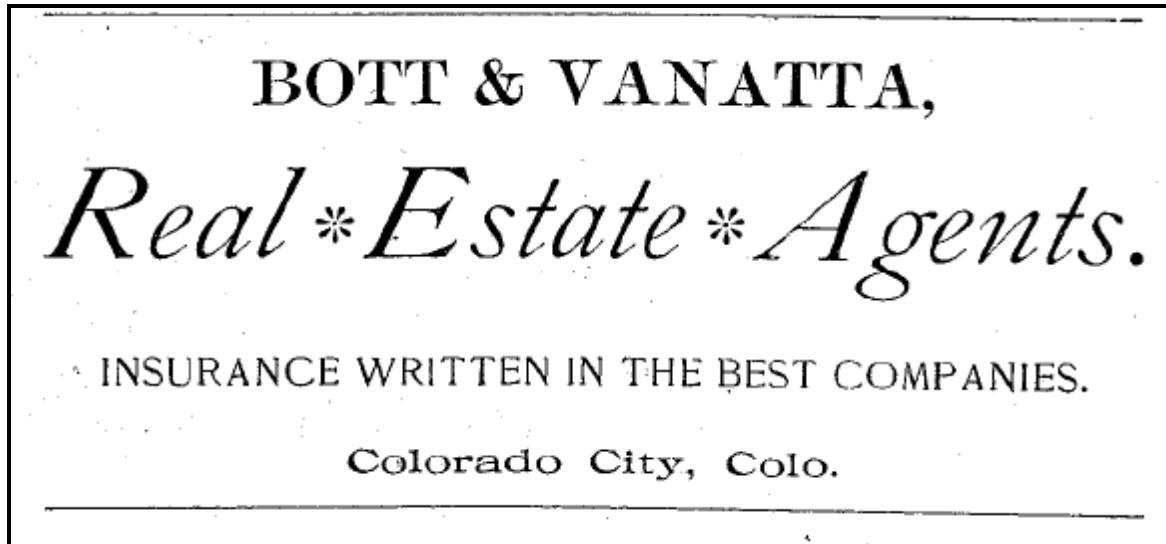 BOTT & VANATTA,
Real * Estate * Agents.
INSURANCE WRITTEN IN THE BEST COMPANIES.
Colorado City, Colo.